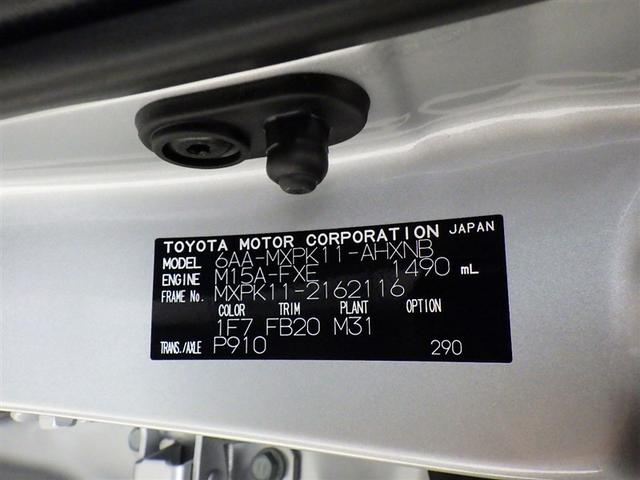 TOYOTA MOTOR CORPORATION JAPAN
MODEL 6AA-MXPK11-AHXNB
ENGINE M15A-FXE 1490 mL
FRAME No. MXPK11-2162116
COLOR TRIM PLANT OPTION
1F7 FB20 M31
TRANS./AXLE P910 290